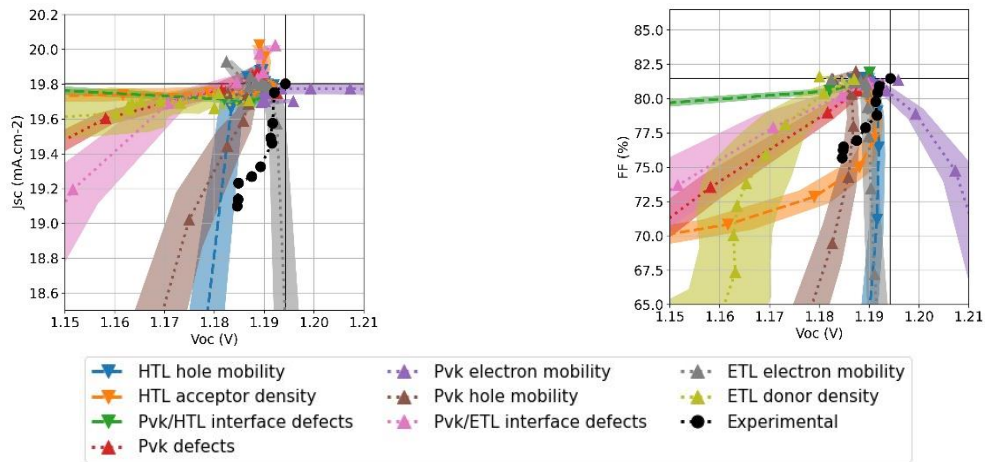 20.2
20.0
19.8
19.6
19.4
19.2
19.0
18.8
18.6
Jsc (mA.cm-2)
1.15 1.16 1.17 1.18 1.19 1.20 1.21
Voc (V)
85.0
82.5
80.0
77.5
75.0
72.5
70.0
67.5
65.0
FF (%)
1.15 1.16 1.17 1.18 1.19 1.20 1.21
Voc (V)
HTL hole mobility
HTL acceptor density
Pvk/HTL interface defects
Pvk defects
Pvk electron mobility
Pvk hole mobility
Pvk/ETL interface defects
ETL electron mobility
ETL donor density
Experimental